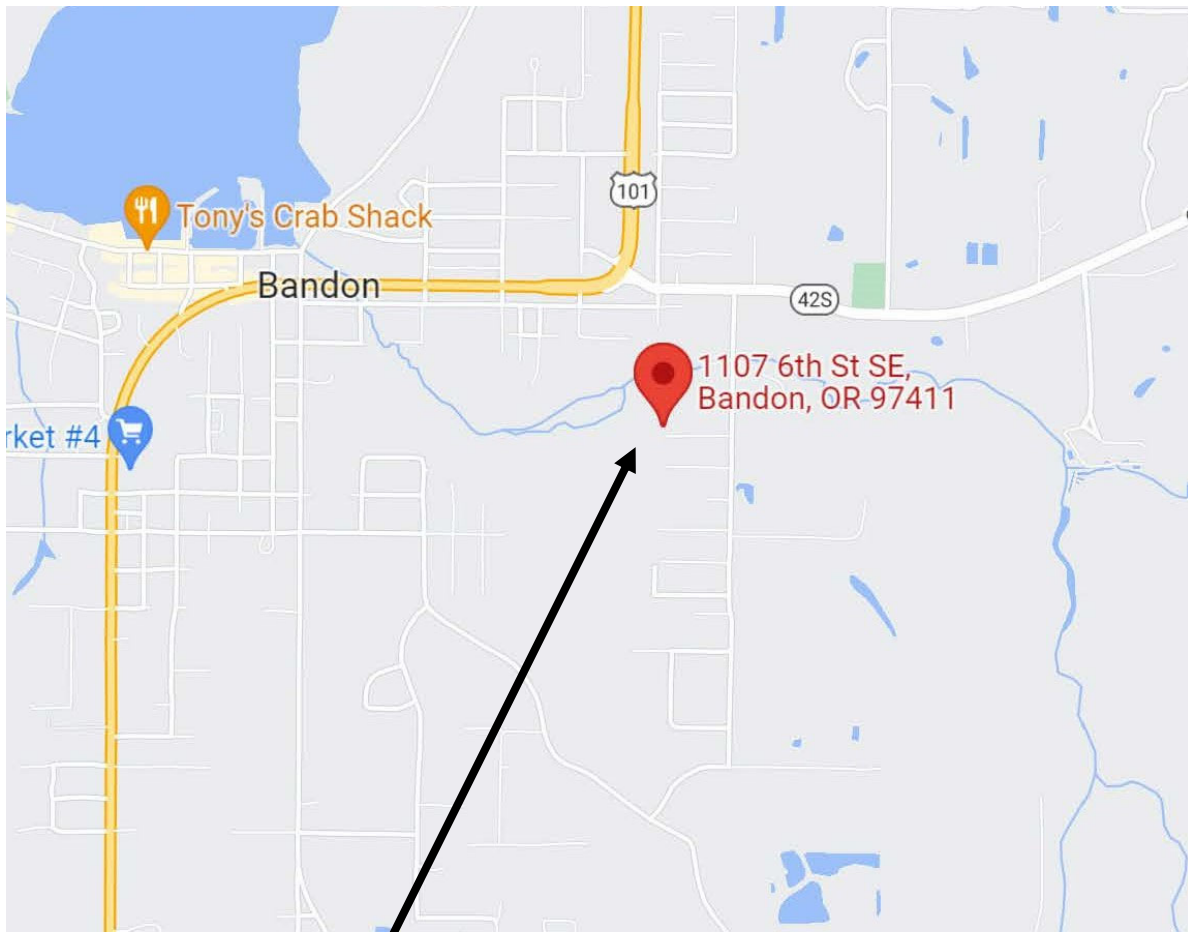 101
Tony's Crab Shack
Bandon
42S
1107 6th St SE,
Bandon, OR 97411
rket #4